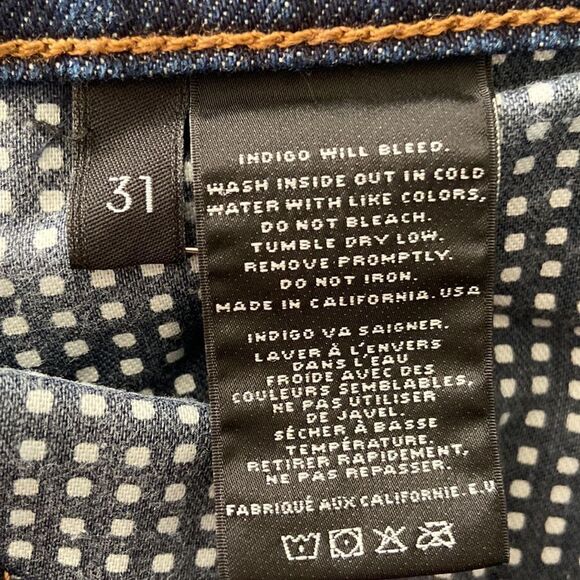 31
INDIGO WILL BLEED.
WASH INSIDE OUT IN COLD
WATER WITH LIKE COLORS,
DO NOT BLEACH.
TUMBLE DRY LOW.
REMOVE PROMPTLY.
DO NOT IRON.
MADE IN CALIFORNIA. USA
INDIGO VA SAIGNER.
LAVER À L'ENVERS
DANS L'EAU
FROÎDE AVEC DES
COULEURS SEMBLABLES,
NE PAS UTILISER
DE JAVEL.
SÉCHER À BASSE
TEMPÉRATURE.
RETIRER RAPIDEMENT,
NE PAS REPASSER.
FABRIQUÉ AUX CALIFORNIE. E.U